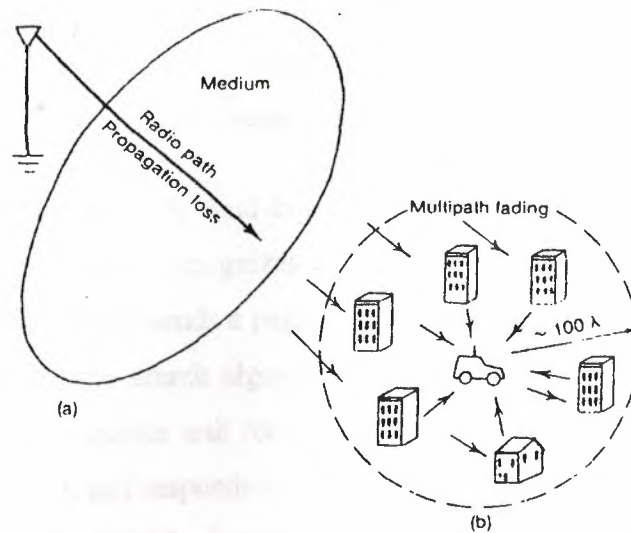 Medium
Radio path
Propagation loss
(a)
Multipath fading
~ 100 λ
(b)